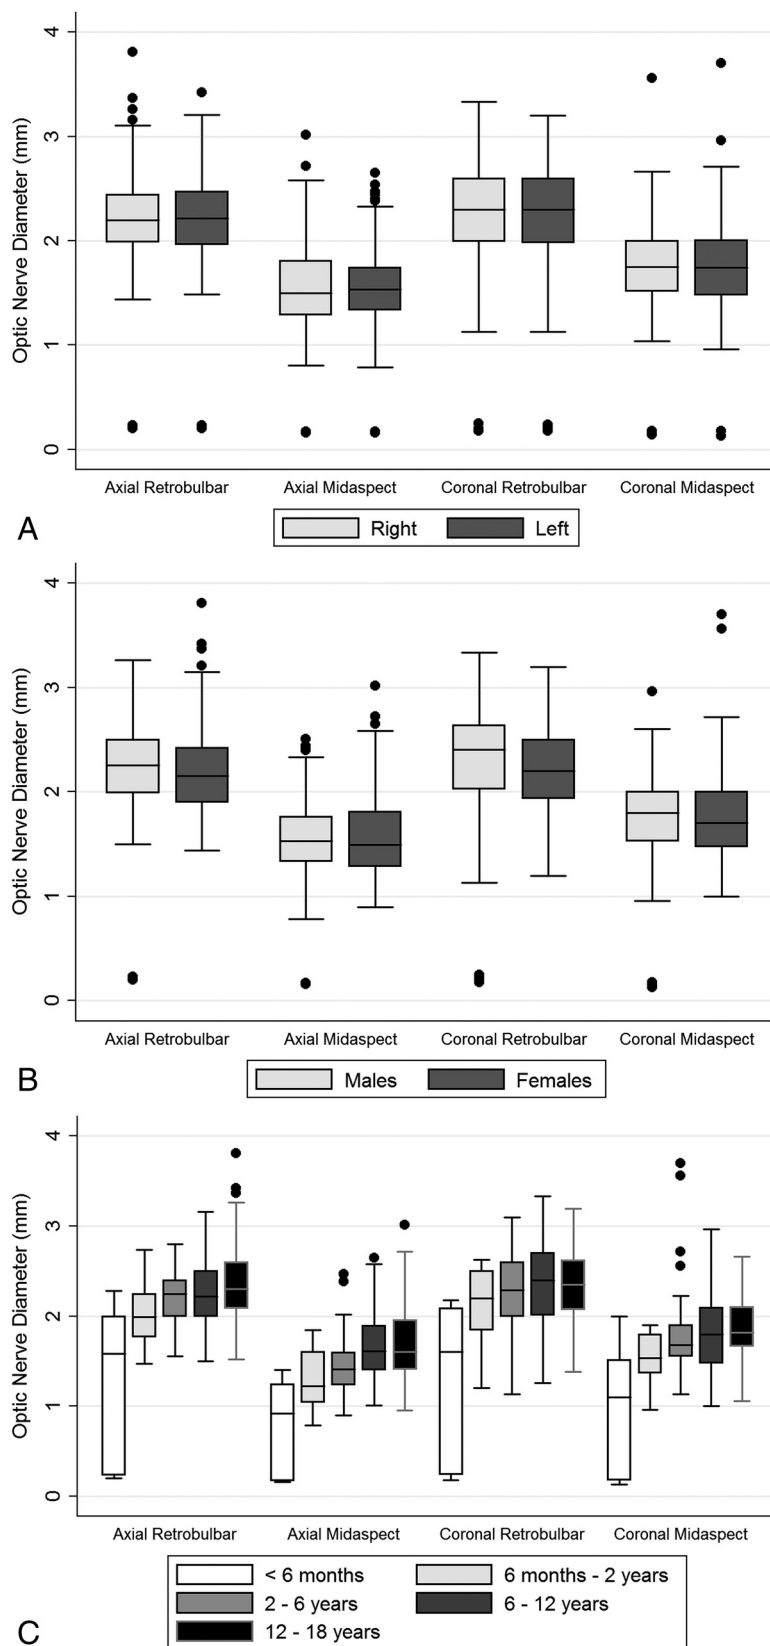 4
3
2
1
0
Optic Nerve Diameter (mm)
Axial Retrobulbar Axial Midaspect Coronal Retrobulbar Coronal Midaspect
A
Right Left
4
3
2
1
0
Optic Nerve Diameter (mm)
Axial Retrobulbar Axial Midaspect Coronal Retrobulbar Coronal Midaspect
B
Males Females
4
3
2
1
0
Optic Nerve Diameter (mm)
Axial Retrobulbar Axial Midaspect Coronal Retrobulbar Coronal Midaspect
< 6 months 6 months - 2 years
2 - 6 years 6 - 12 years
12 - 18 years
C